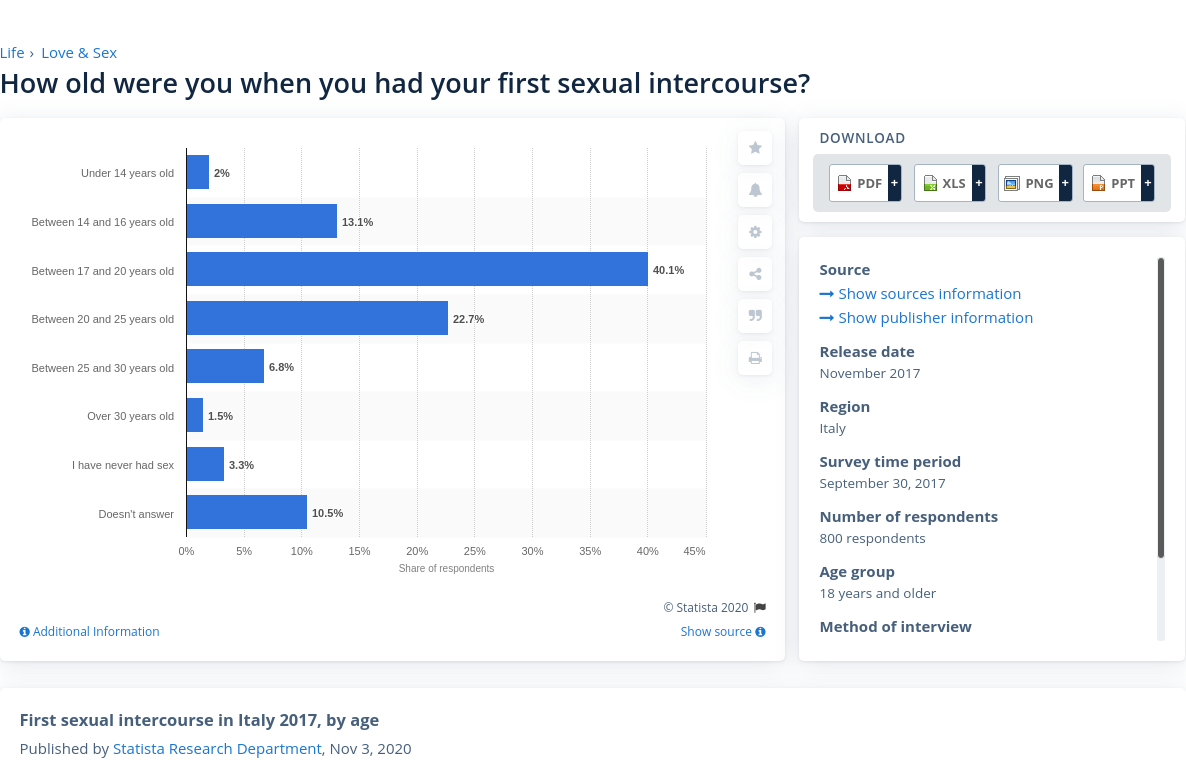 Life › Love & Sex
How old were you when you had your first sexual intercourse?
Under 14 years old 2%
Between 14 and 16 years old 13.1%
Between 17 and 20 years old 40.1%
Between 20 and 25 years old 22.7%
Between 25 and 30 years old 6.8%
Over 30 years old 1.5%
I have never had sex 3.3%
Doesn't answer 10.5%
0% 5% 10% 15% 20% 25% 30% 35% 40% 45%
Share of respondents
© Statista 2020
Additional Information Show source
DOWNLOAD
PDF + XLS + PNG + PPT +
Source
Show sources information
Show publisher information
Release date
November 2017
Region
Italy
Survey time period
September 30, 2017
Number of respondents
800 respondents
Age group
18 years and older
Method of interview
First sexual intercourse in Italy 2017, by age
Published by Statista Research Department, Nov 3, 2020